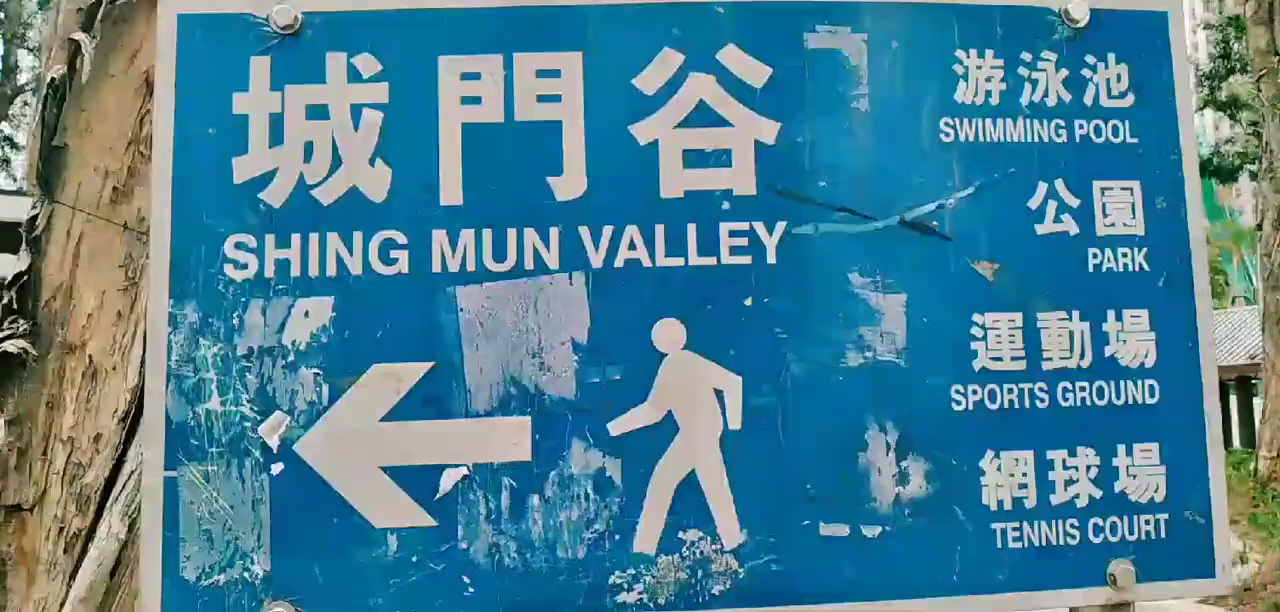 城門谷
SHING MUN VALLEY
游泳池
SWIMMING POOL
公園
PARK
運動場
SPORTS GROUND
網球場
TENNIS COURT